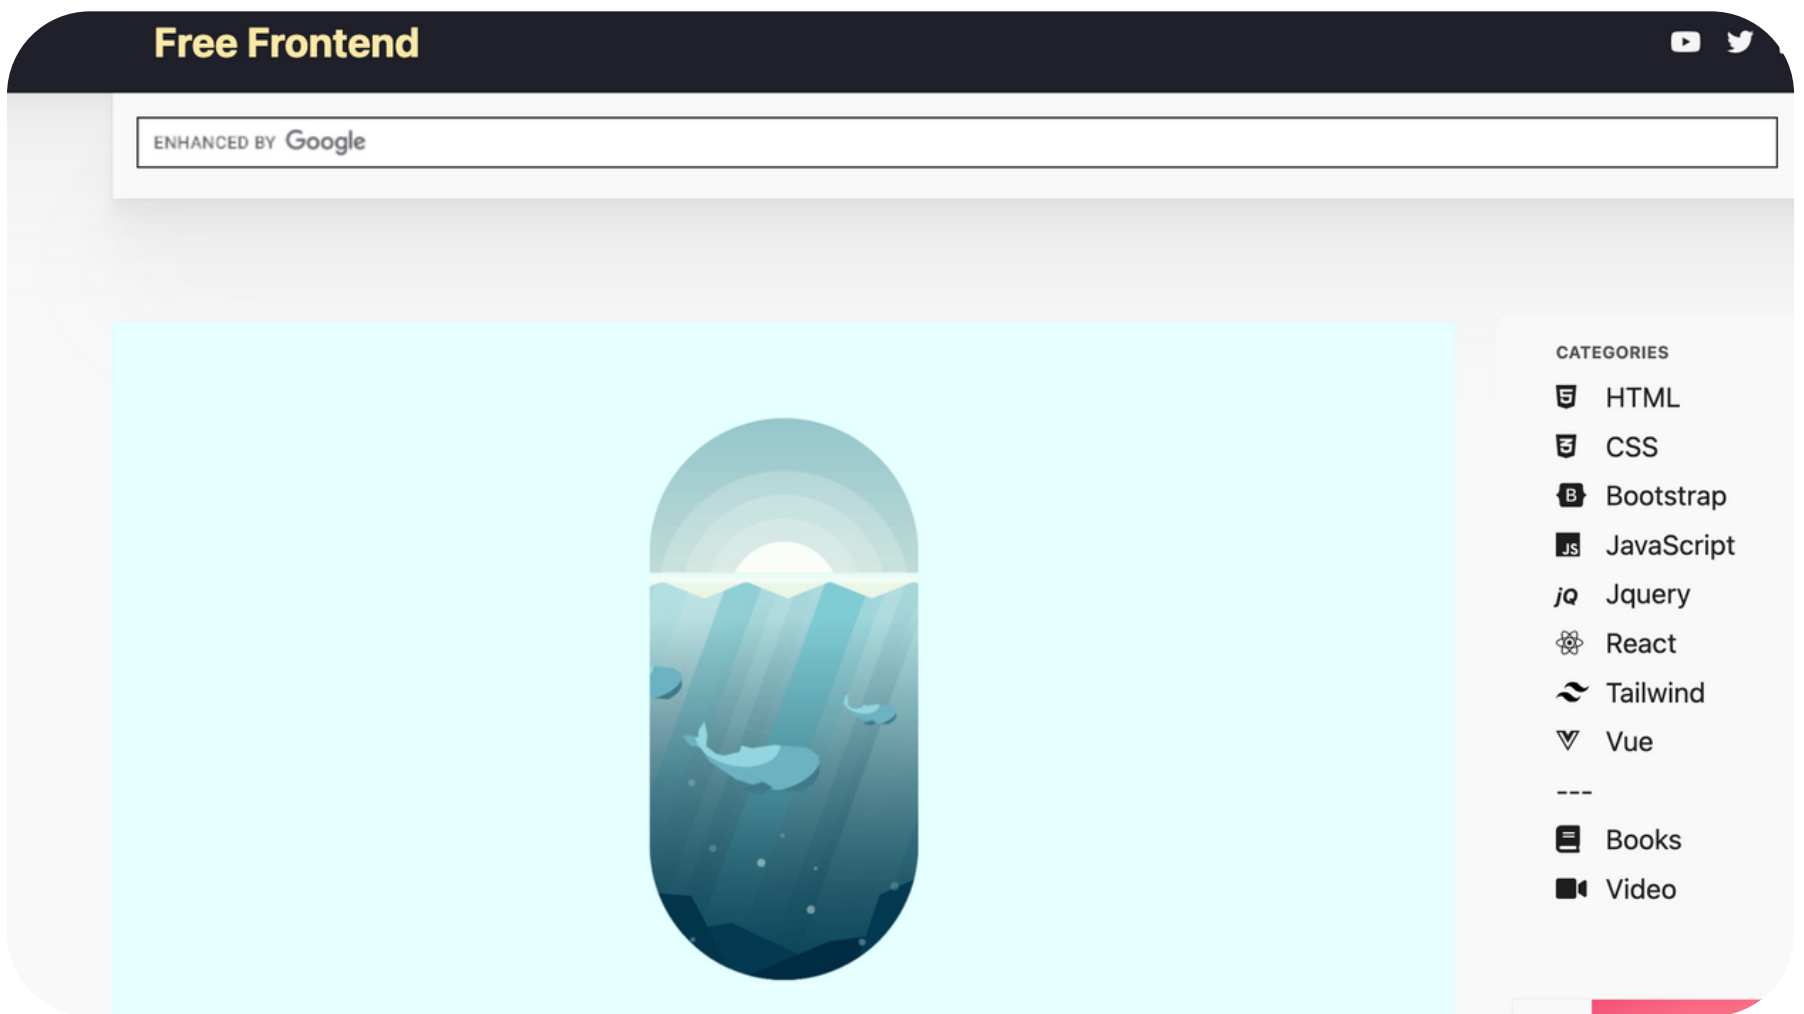 Free Frontend
ENHANCED BY Google
CATEGORIES
HTML
CSS
Bootstrap
JavaScript
Jquery
React
Tailwind
Vue
---
Books
Video